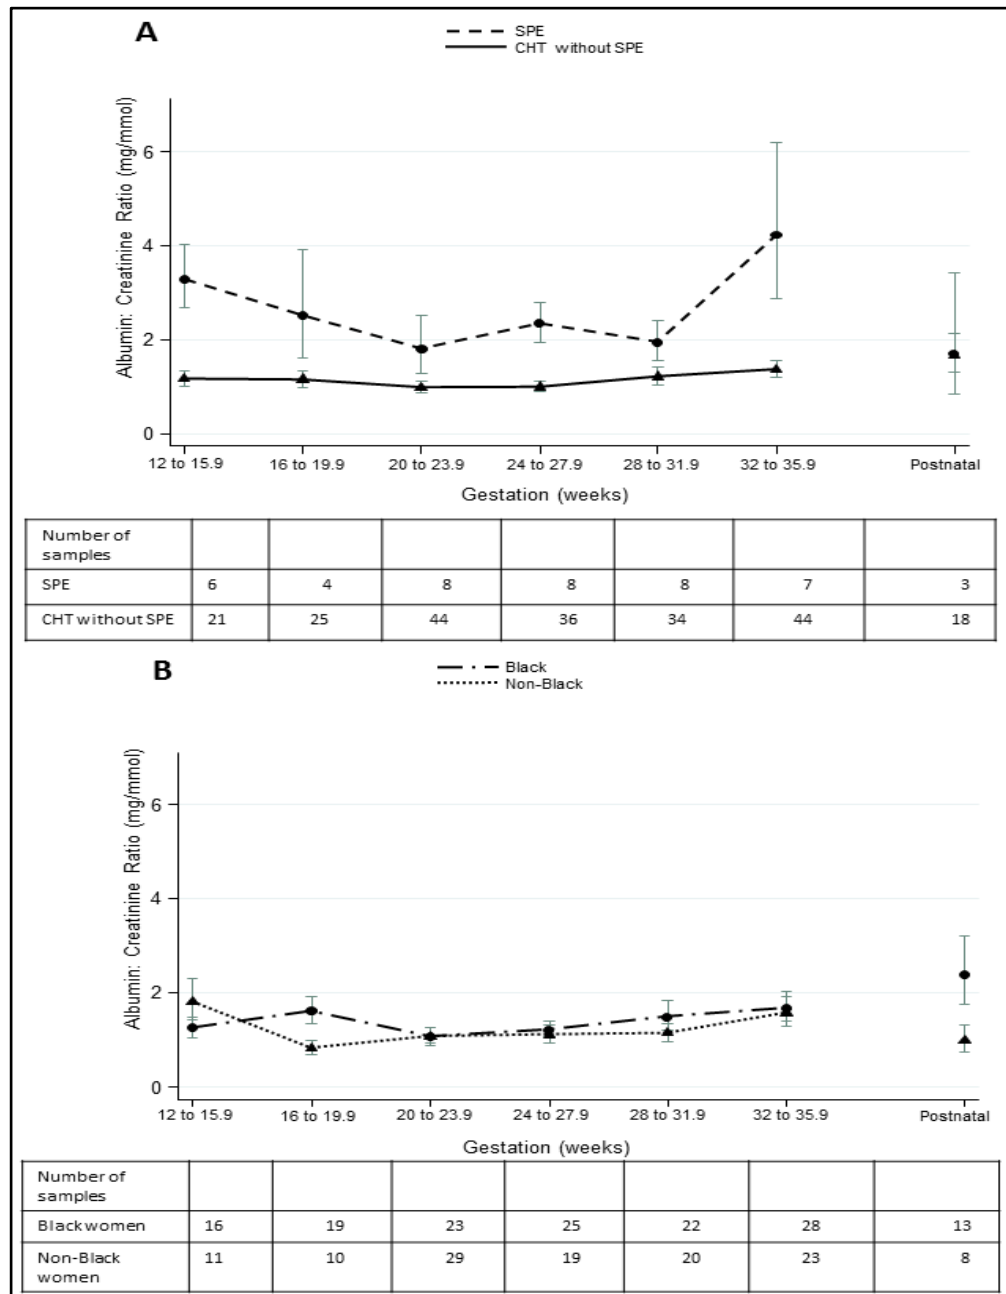 A
SPE
CHT without SPE
Albumin: Creatinine Ratio (mg/mmol)
6
4
2
0
12 to 15.9 16 to 19.9 20 to 23.9 24 to 27.9 28 to 31.9 32 to 35.9 Postnatal
Gestation (weeks)
Number of
samples
SPE 6 4 8 8 8 7 3
CHT without SPE 21 25 44 36 34 44 18
B
Black
Non-Black
Albumin: Creatinine Ratio (mg/mmol)
6
4
2
0
12 to 15.9 16 to 19.9 20 to 23.9 24 to 27.9 28 to 31.9 32 to 35.9 Postnatal
Gestation (weeks)
Number of
samples
Black women 16 19 23 25 22 28 13
Non-Black
women 11 10 29 19 20 23 8